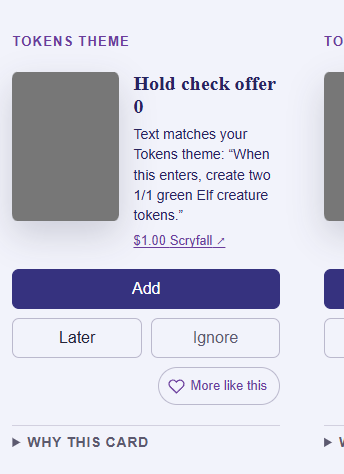 TOKENS THEME
Hold check offer
0
Text matches your
Tokens theme: “When
this enters, create two
1/1 green Elf creature
tokens.”
$1.00 Scryfall ↗
Add
Later
Ignore
More like this
▶ WHY THIS CARD